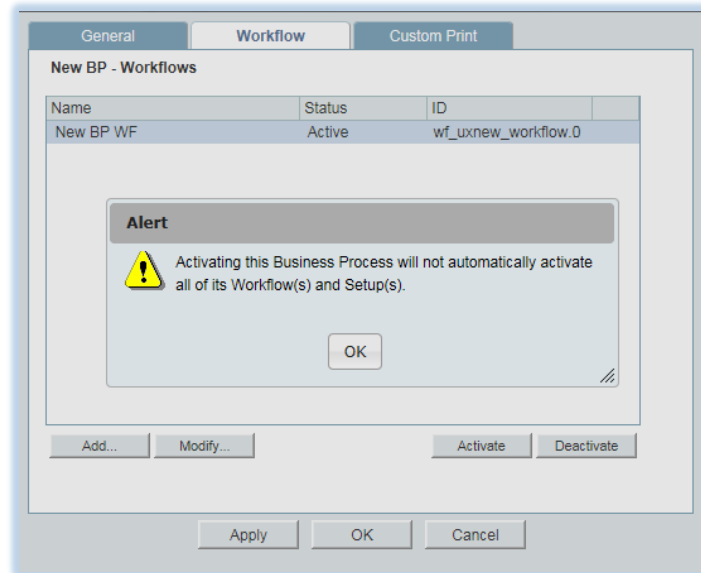 General Workflow Custom Print
New BP - Workflows
Name Status ID
New BP WF Active wf_uxnew_workflow.0
Alert
Activating this Business Process will not automatically activate
all of its Workflow(s) and Setup(s).
OK
Add... Modify... Activate Deactivate
Apply OK Cancel